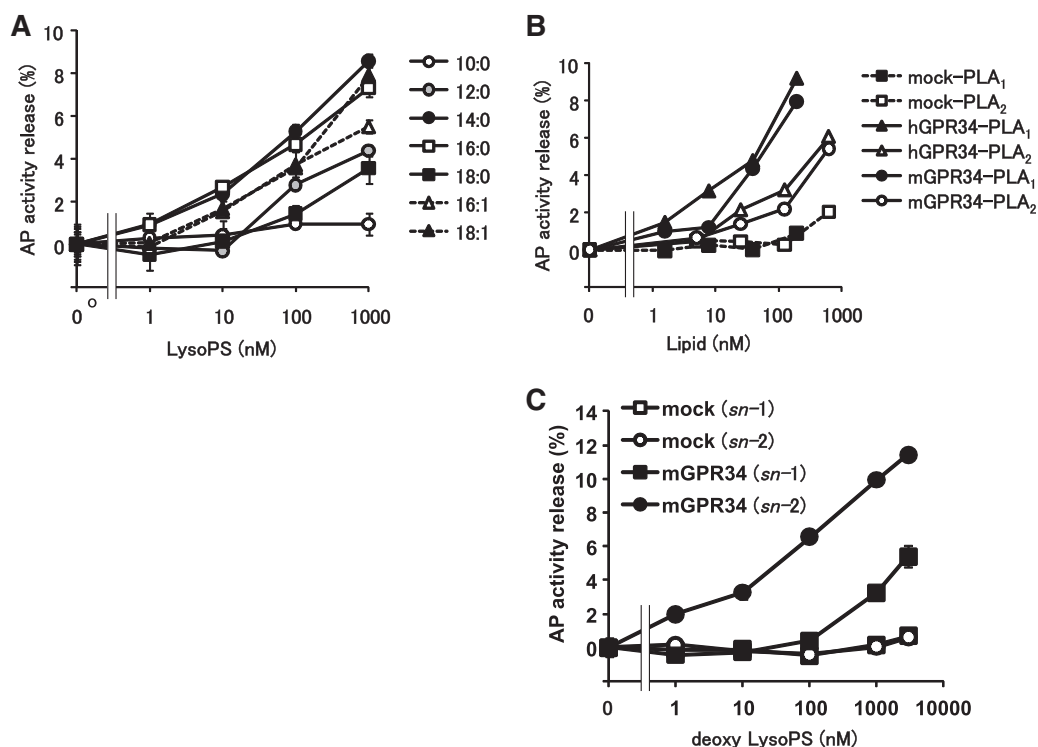 A
AP activity release (%)
10
8
6
4
2
0
0
1
10
100
1000
LysoPS (nM)
10:0
12:0
14:0
16:0
18:0
16:1
18:1
B
AP activity release (%)
10
8
6
4
2
0
0
1
10
100
1000
Lipid (nM)
mock-PLA1
mock-PLA2
hGPR34-PLA1
hGPR34-PLA2
mGPR34-PLA1
mGPR34-PLA2
C
AP activity release (%)
14
12
10
8
6
4
2
0
mock (sn-1)
mock (sn-2)
mGPR34 (sn-1)
mGPR34 (sn-2)
0
1
10
100
1000
10000
deoxy LysoPS (nM)